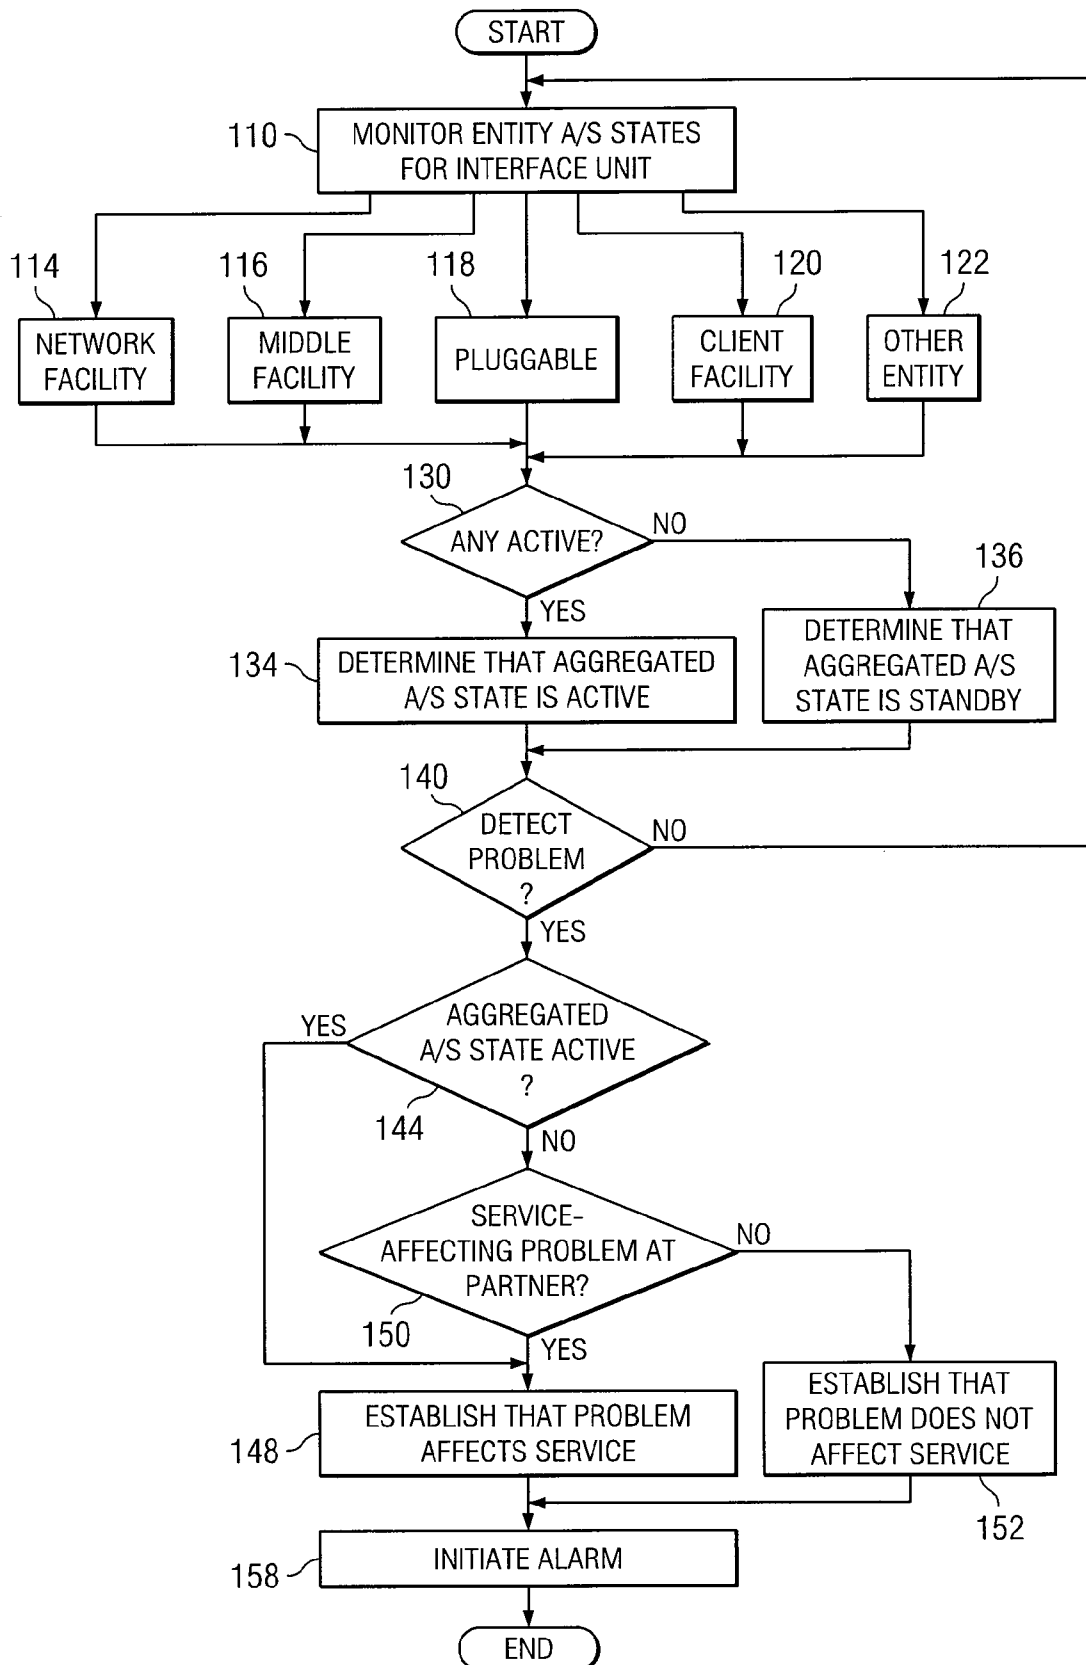 START
110
MONITOR ENTITY A/S STATES
FOR INTERFACE UNIT
114
116
118
120
122
NETWORK
FACILITY
MIDDLE
FACILITY
PLUGGABLE
CLIENT
FACILITY
OTHER
ENTITY
130
ANY ACTIVE?
NO
YES
136
134
DETERMINE THAT AGGREGATED
A/S STATE IS ACTIVE
DETERMINE THAT
AGGREGATED A/S
STATE IS STANDBY
140
DETECT
PROBLEM
?
NO
YES
AGGREGATED
A/S STATE ACTIVE
?
YES
144
NO
SERVICE-
AFFECTING PROBLEM AT
PARTNER?
NO
150
YES
148
ESTABLISH THAT PROBLEM
AFFECTS SERVICE
ESTABLISH THAT
PROBLEM DOES NOT
AFFECT SERVICE
152
158
INITIATE ALARM
END